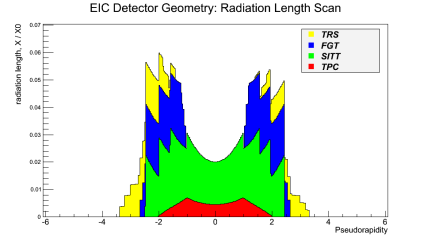 EIC Detector Geometry: Radiation Length Scan
radiation length, X / X0
0.07
0.06
0.05
0.04
0.03
0.02
0.01
0
-6
-4
-2
0
2
4
6
Pseudorapidity
TRS
FGT
SITT
TPC